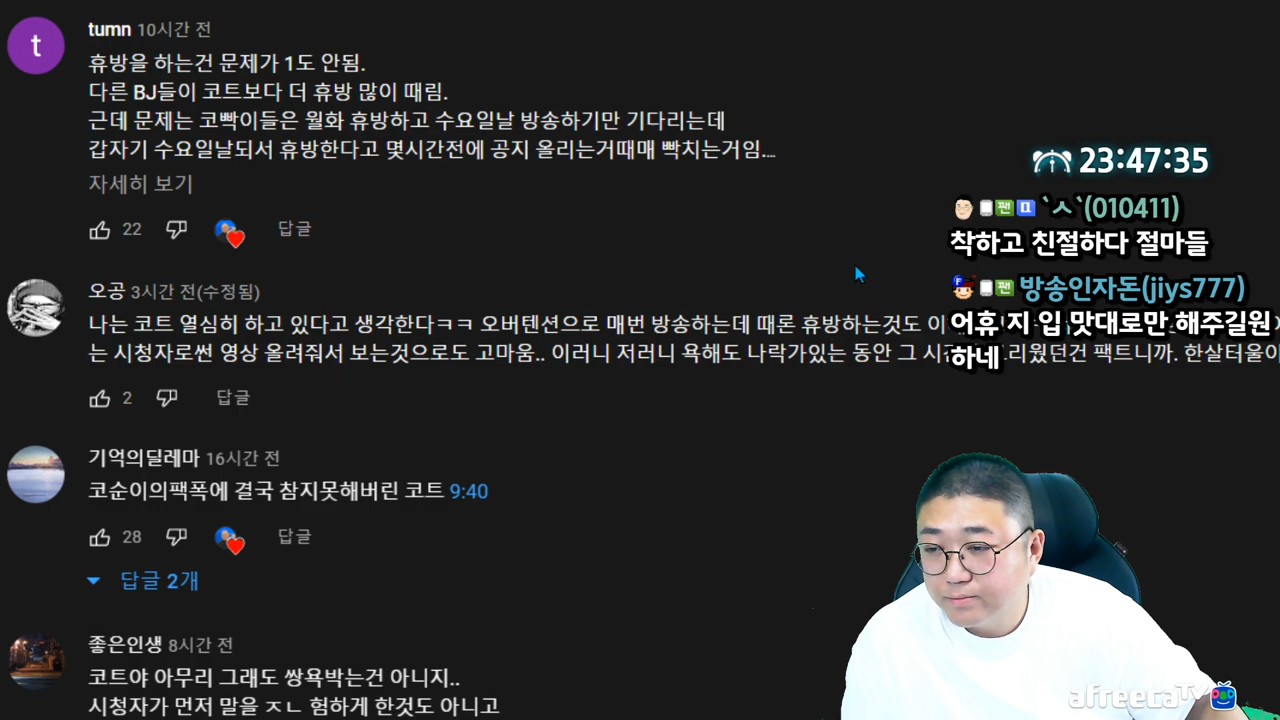 t
tumn 10시간 전
휴방을 하는건 문제가 1도 안됨.
다른 BJ들이 코트보다 더 휴방 많이 때림.
근데 문제는 코빡이들은 월화 휴방하고 수요일날 방송하기만 기다리는데
갑자기 수요일날되서 휴방한다고 몇시간전에 공지 올리는거때매 빡치는거임...
자세히 보기
22 답글
오공 3시간 전(수정됨)
나는 코트 열심히 하고 있다고 생각한다ㅋㅋ 오버텐션으로 매번 방송하는데 때론 휴방하는것도 이
는 시청자로썬 영상 올려줘서 보는것으로도 고마움.. 이러니 저러니 욕해도 나락가있는 동안 그 시 리웠던건 팩트니까. 한살터울이
2 답글
기억의딜레마 16시간 전
코순이의팩폭에 결국 참지못해버린 코트 9:40
28 답글
답글 2개
좋은인생 8시간 전
코트야 아무리 그래도 쌍욕박는건 아니지..
시청자가 먼저 말을 ㅈㄴ 험하게 한것도 아니고
23:47:35
팬 `ㅅ`(010411)
착하고 친절하다 절마들
팬 방송인자돈(jiys777)
어휴 지 입 맛대로만 해주길원
하네
afreecaTV